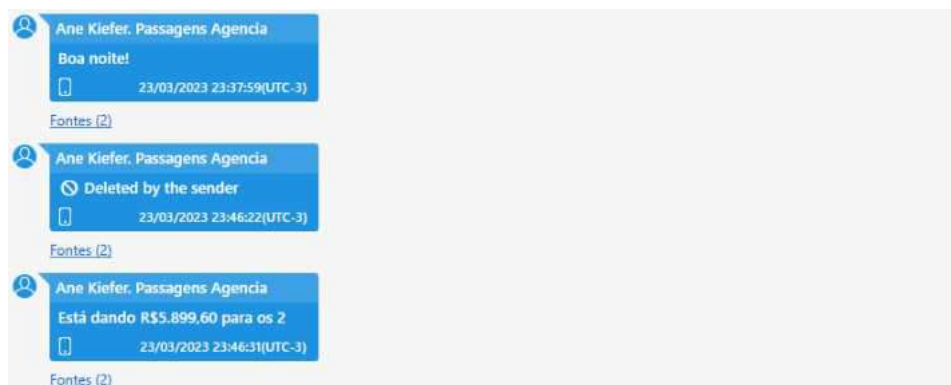 Ane Kiefer. Passagens Agencia
Boa noite!
23/03/2023 23:37:59(UTC-3)
Fontes (2)
Ane Kiefer. Passagens Agencia
Deleted by the sender
23/03/2023 23:46:22(UTC-3)
Fontes (2)
Ane Kiefer. Passagens Agencia
Está dando R$5.899,60 para os 2
23/03/2023 23:46:31(UTC-3)
Fontes (2)